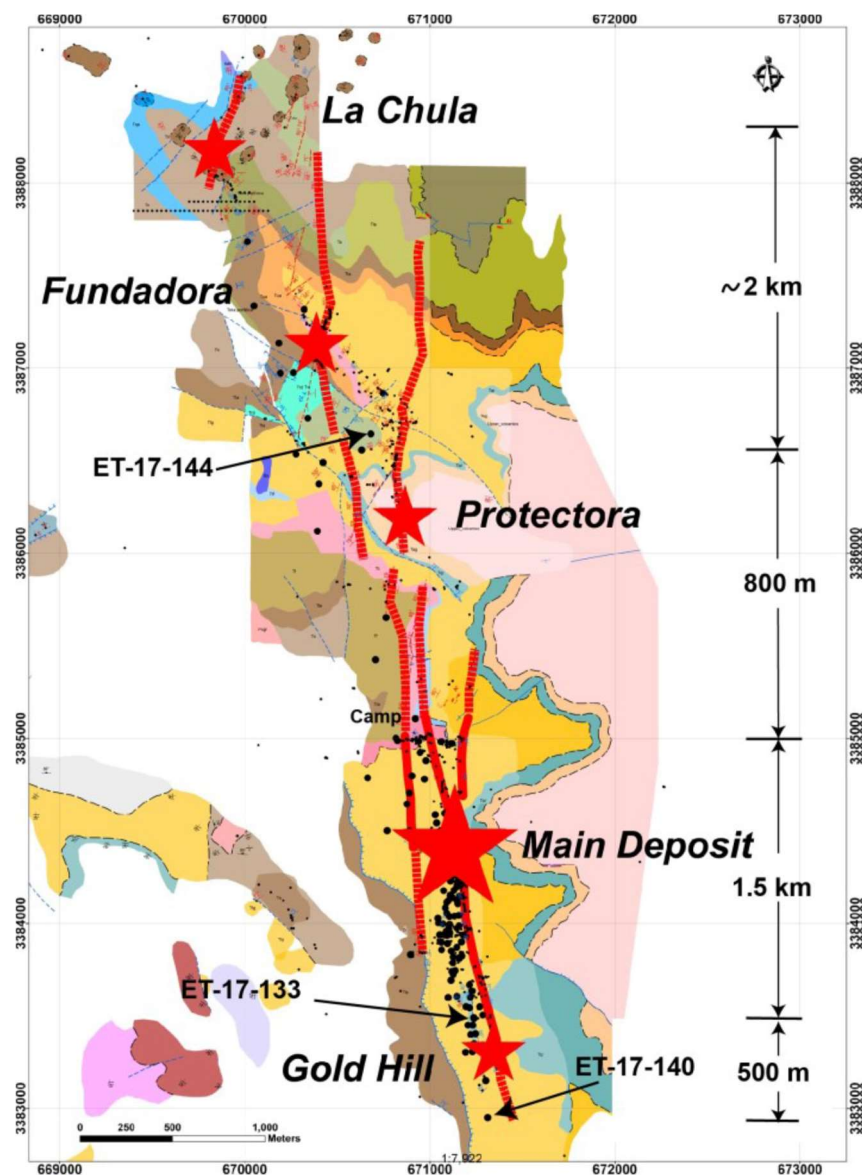 669000 670000 671000 672000 673000
La Chula
3388000 3388000
Fundadora
~2 km
3387000 3387000
ET-17-144
Protectora
3386000 3386000
800 m
Camp
3385000 3385000
Main Deposit
1.5 km
3384000 3384000
ET-17-133
Gold Hill
ET-17-140
500 m
3383000 3383000
0 250 500 1,000
Meters
1:7,922
669000 670000 671000 672000 673000